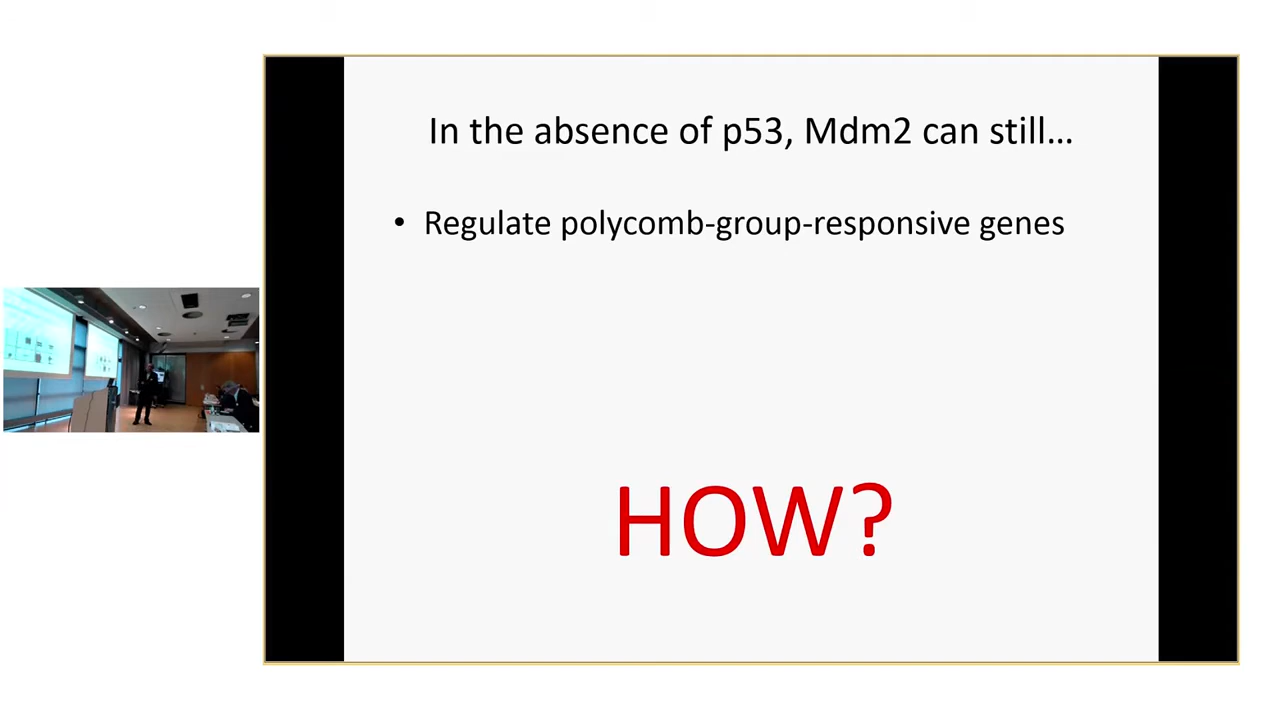 In the absence of p53, Mdm2 can still…
• Regulate polycomb-group-responsive genes
HOW?